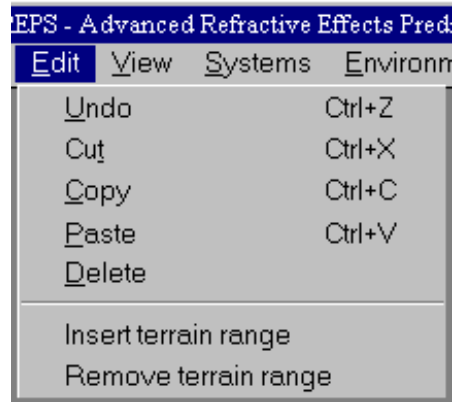 EPS - Advanced Refractive Effects Pred
Edit View Systems Environm
Undo Ctrl+Z
Cut Ctrl+X
Copy Ctrl+C
Paste Ctrl+V
Delete
Insert terrain range
Remove terrain range